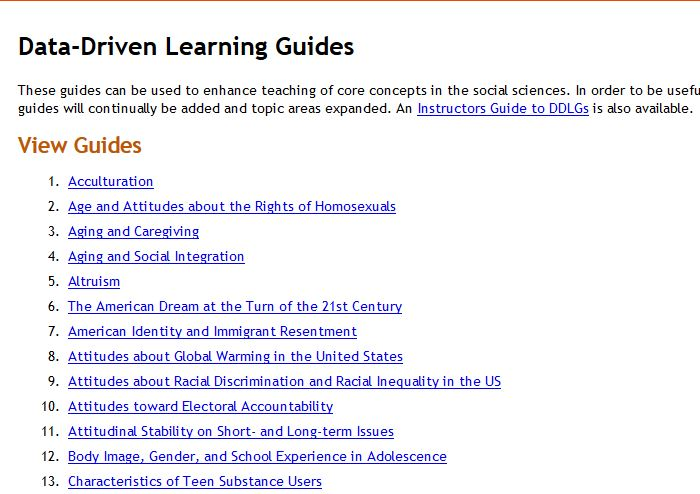 Data-Driven Learning Guides
These guides can be used to enhance teaching of core concepts in the social sciences. In order to be
guides will continually be added and topic areas expanded. An Instructors Guide to DDLGs is also available.
View Guides
1. Acculturation
2. Age and Attitudes about the Rights of Homosexuals
3. Aging and Caregiving
4. Aging and Social Integration
5. Altruism
6. The American Dream at the Turn of the 21st Century
7. American Identity and Immigrant Resentment
8. Attitudes about Global Warming in the United States
9. Attitudes about Racial Discrimination and Racial Inequality in the US
10. Attitudes toward Electoral Accountability
11. Attitudinal Stability on Short- and Long-term Issues
12. Body Image, Gender, and School Experience in Adolescence
13. Characteristics of Teen Substance Users